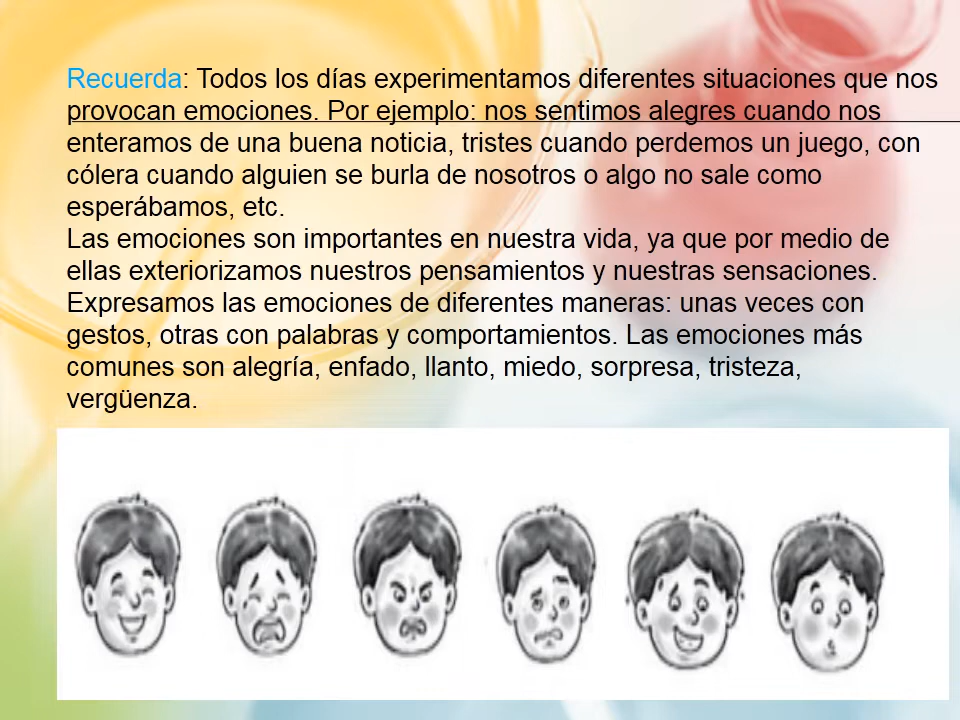 Recuerda: Todos los días experimentamos diferentes situaciones que nos
provocan emociones. Por ejemplo: nos sentimos alegres cuando nos
enteramos de una buena noticia, tristes cuando perdemos un juego, con
cólera cuando alguien se burla de nosotros o algo no sale como
esperábamos, etc.
Las emociones son importantes en nuestra vida, ya que por medio de
ellas exteriorizamos nuestros pensamientos y nuestras sensaciones.
Expresamos las emociones de diferentes maneras: unas veces con
gestos, otras con palabras y comportamientos. Las emociones más
comunes son alegría, enfado, llanto, miedo, sorpresa, tristeza,
vergüenza.